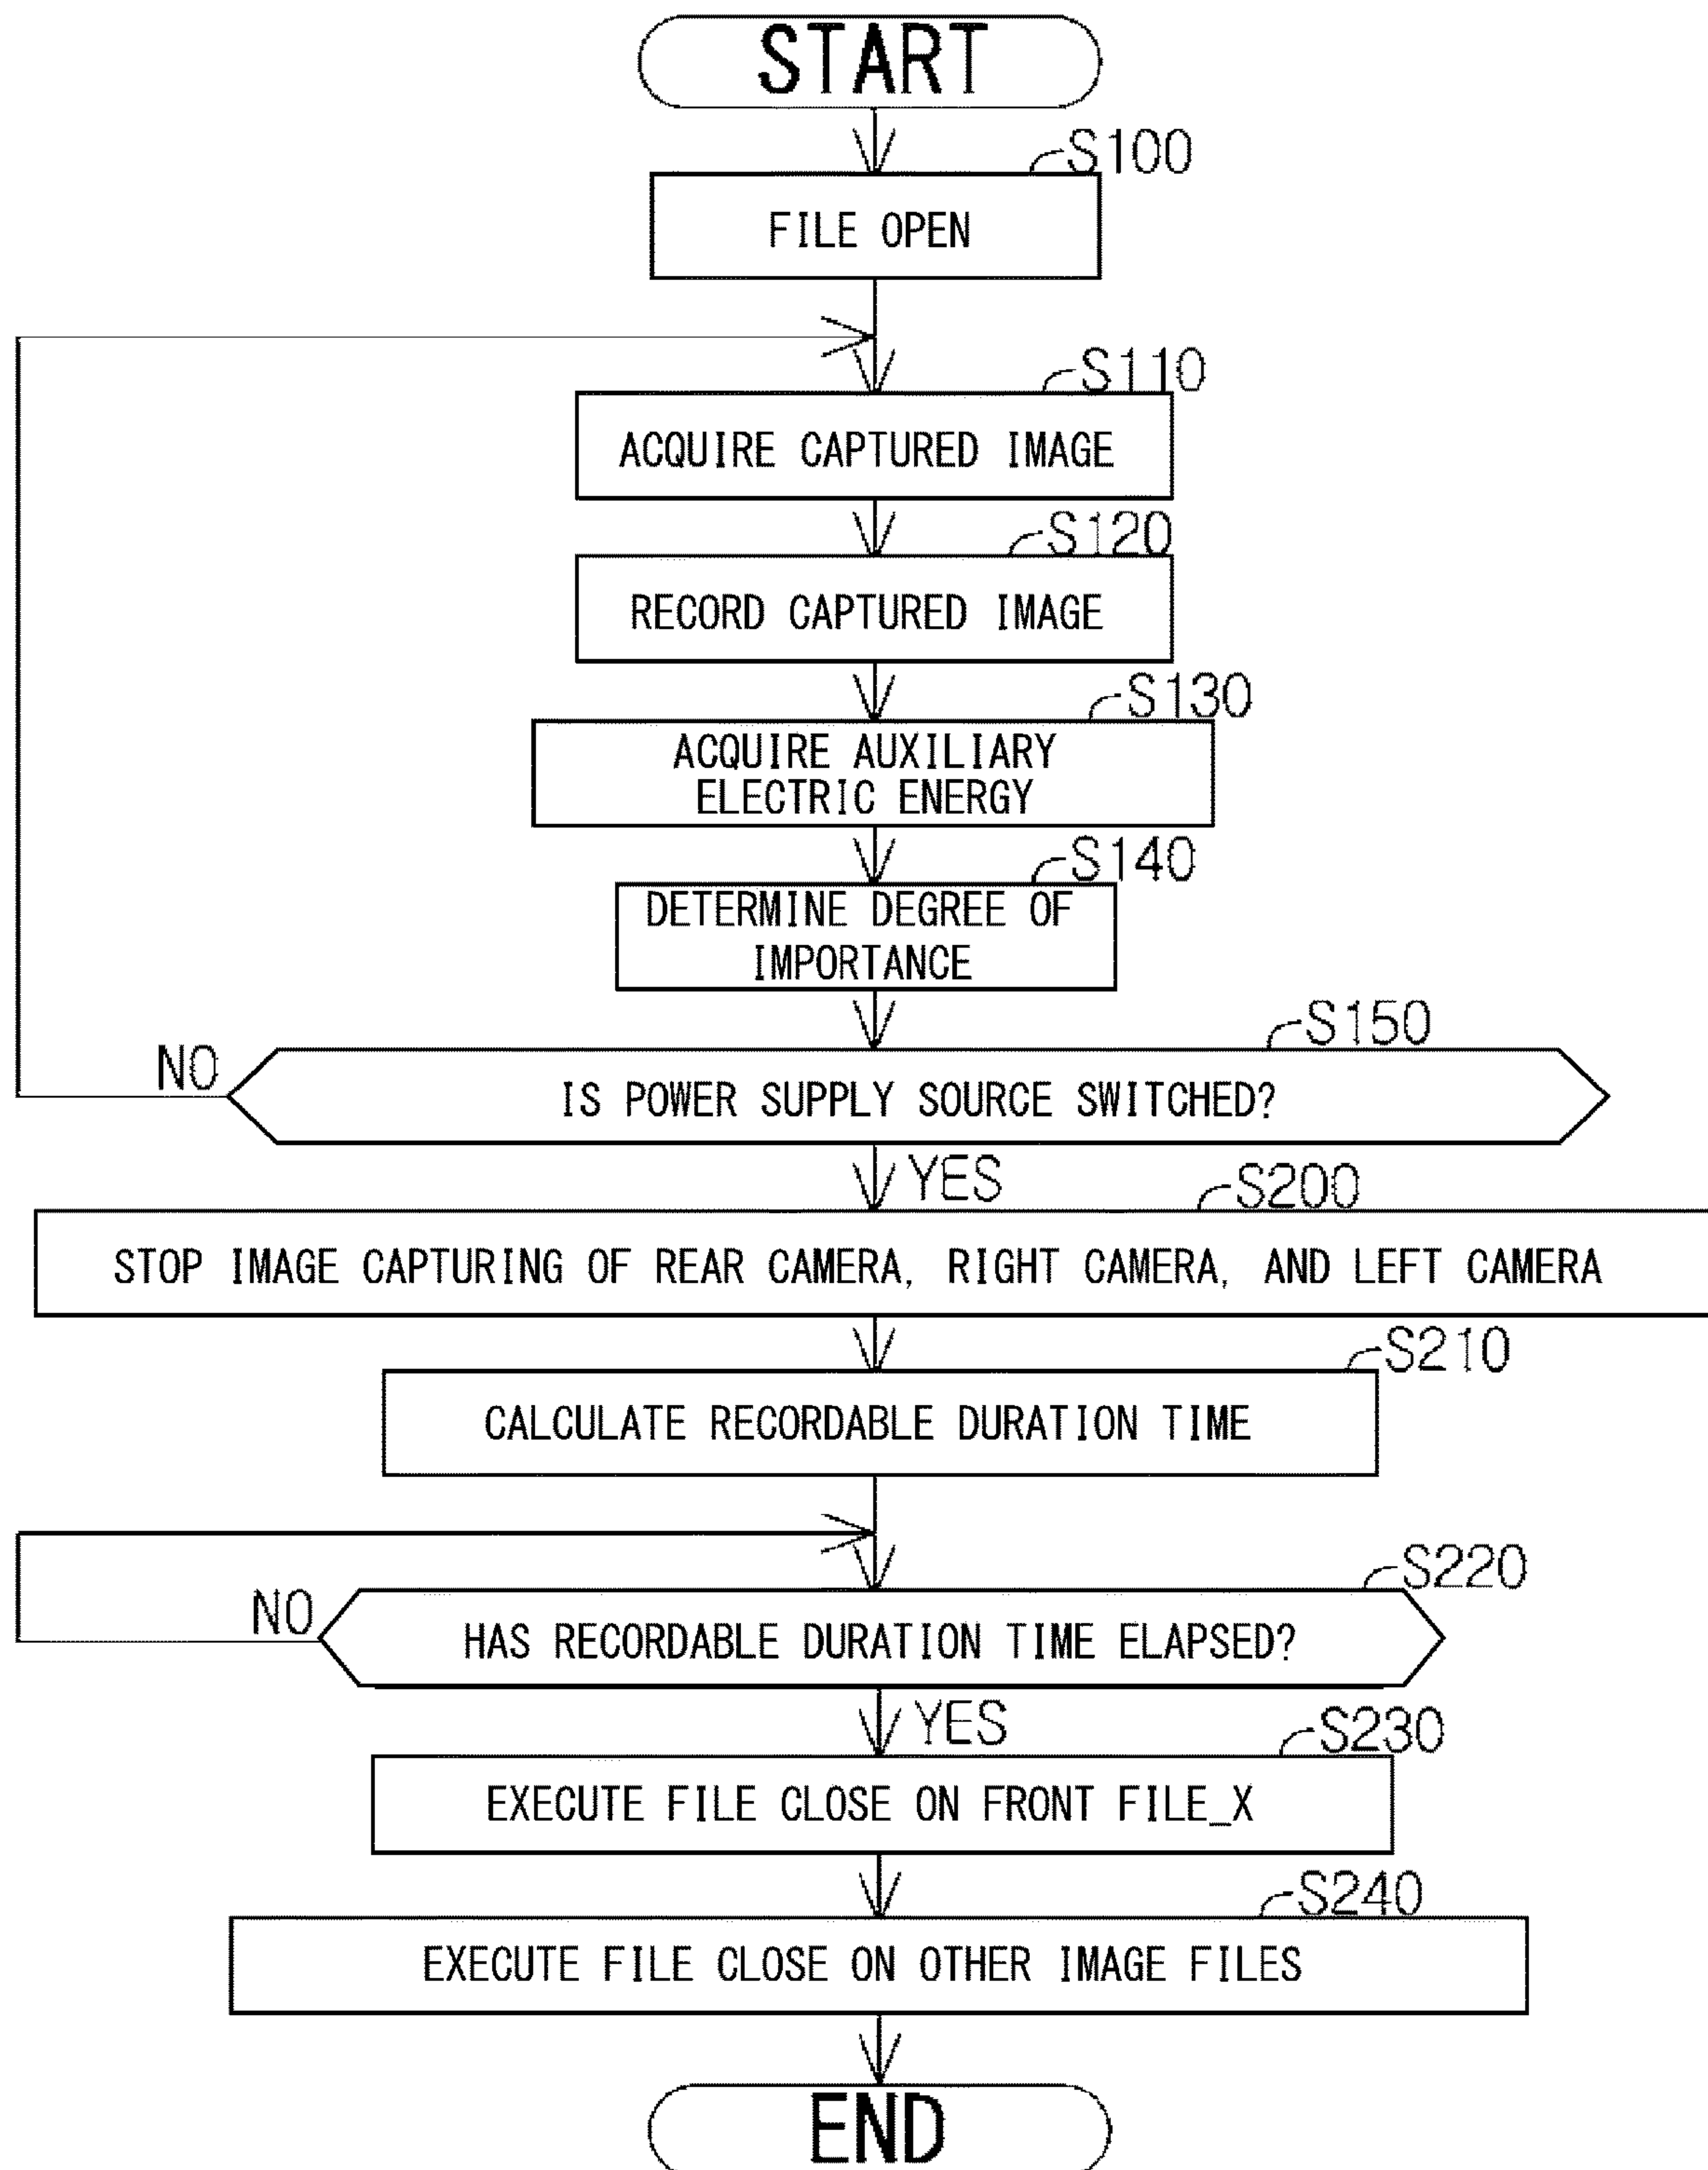 START
S100
FILE OPEN
S110
ACQUIRE CAPTURED IMAGE
S120
RECORD CAPTURED IMAGE
S130
ACQUIRE AUXILIARY
ELECTRIC ENERGY
S140
DETERMINE DEGREE OF
IMPORTANCE
S150
NO
IS POWER SUPPLY SOURCE SWITCHED?
YES
S200
STOP IMAGE CAPTURING OF REAR CAMERA, RIGHT CAMERA, AND LEFT CAMERA
S210
CALCULATE RECORDABLE DURATION TIME
S220
NO
HAS RECORDABLE DURATION TIME ELAPSED?
YES
S230
EXECUTE FILE CLOSE ON FRONT FILE_X
S240
EXECUTE FILE CLOSE ON OTHER IMAGE FILES
END